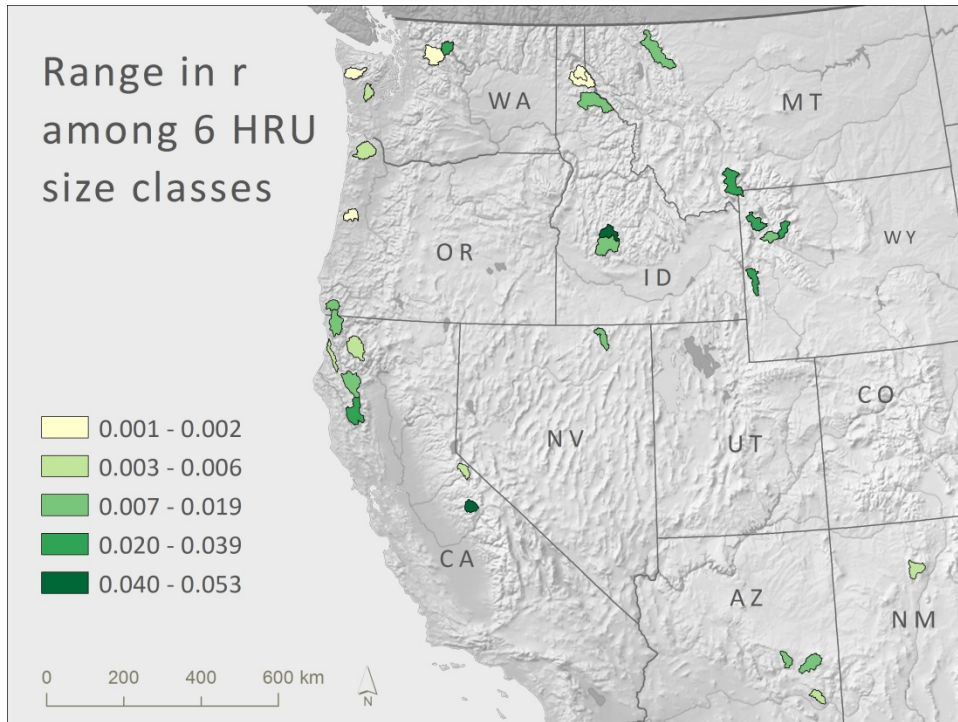 Range in r
among 6 HRU
size classes
WA
MT
OR
ID
WY
NV
UT
CO
CA
AZ
NM
0.001 - 0.002
0.003 - 0.006
0.007 - 0.019
0.020 - 0.039
0.040 - 0.053
0 200 400 600 km
N